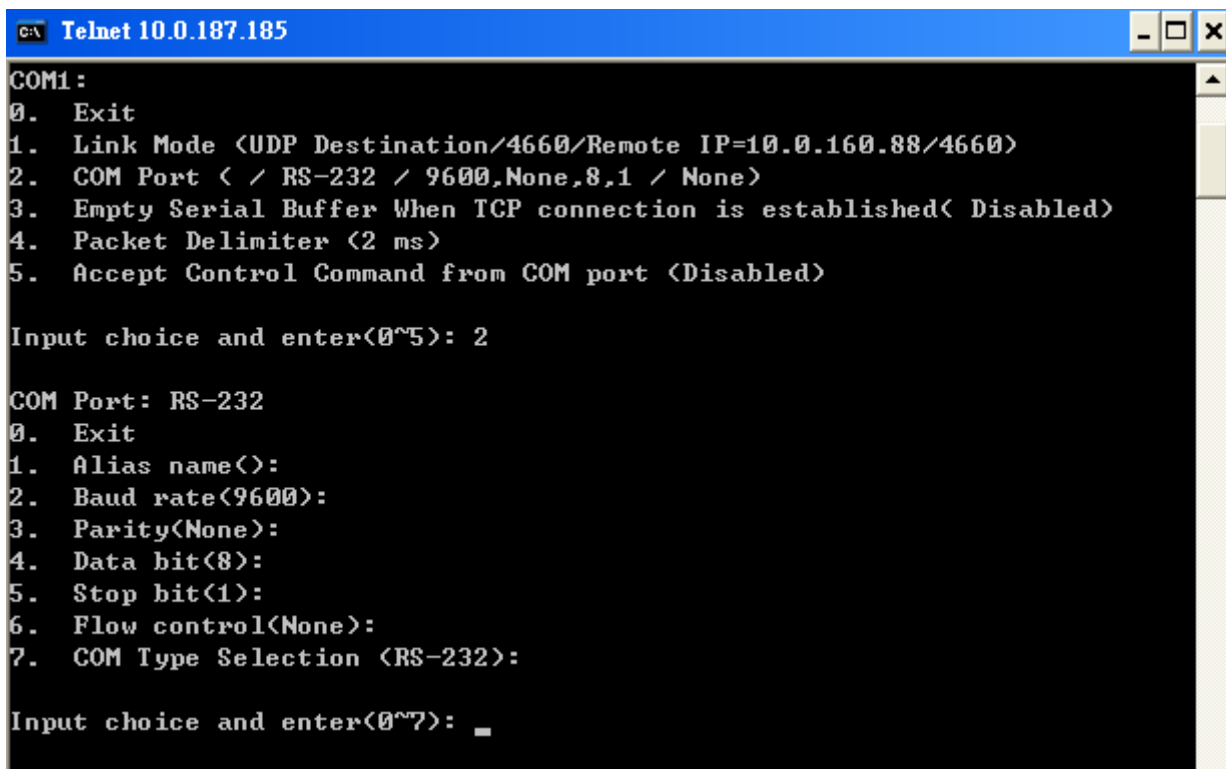 Telnet 10.0.187.185
COM1:
0. Exit
1. Link Mode (UDP Destination/4660/Remote IP=10.0.160.88/4660)
2. COM Port ( / RS-232 / 9600,None,8,1 / None)
3. Empty Serial Buffer When TCP connection is established( Disabled)
4. Packet Delimiter (2 ms)
5. Accept Control Command from COM port (Disabled)
Input choice and enter(0~5): 2
COM Port: RS-232
0. Exit
1. Alias name():
2. Baud rate(9600):
3. Parity(None):
4. Data bit(8):
5. Stop bit(1):
6. Flow control(None):
7. COM Type Selection (RS-232):
Input choice and enter(0~7): _